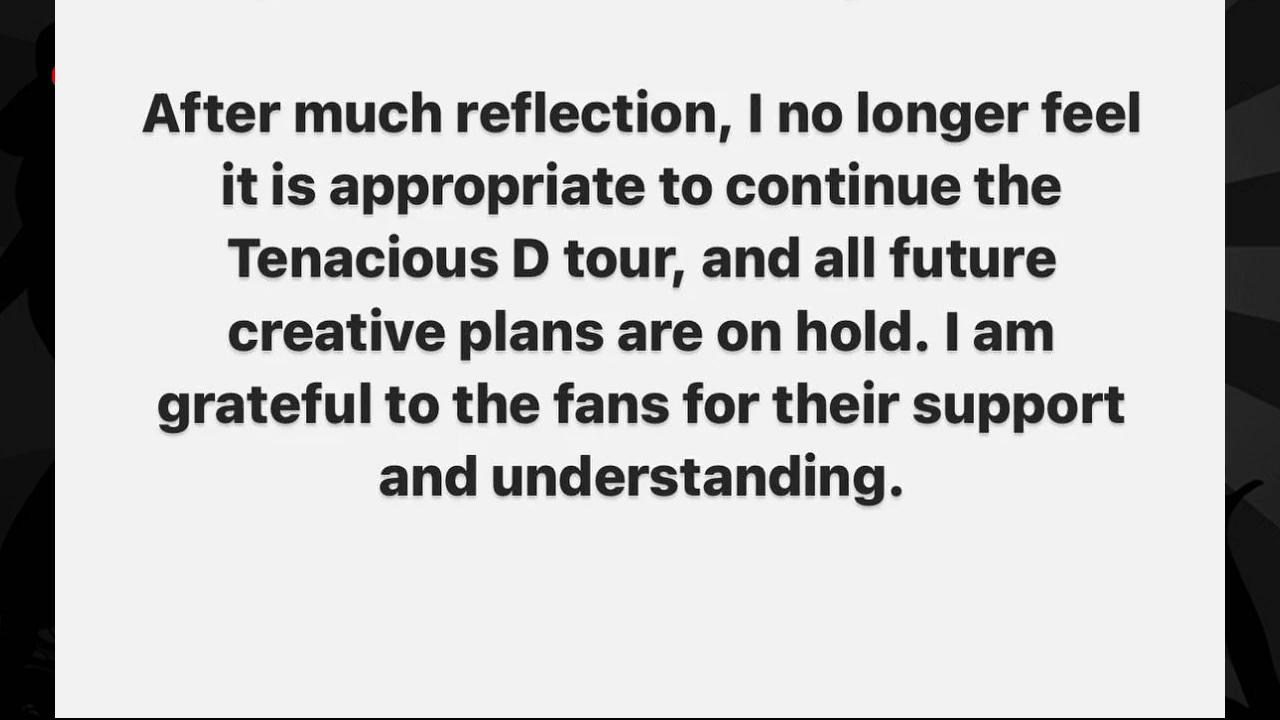 After much reflection, I no longer feel
it is appropriate to continue the
Tenacious D tour, and all future
creative plans are on hold. I am
grateful to the fans for their support
and understanding.